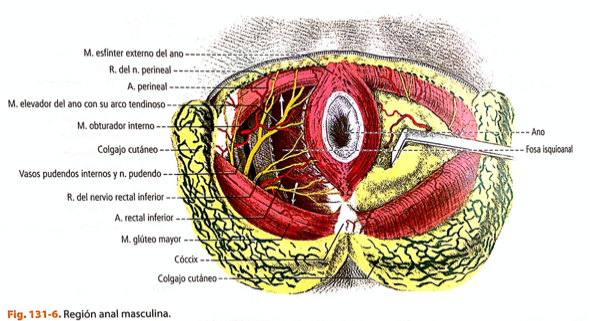 M. esfinter externo del ano
R. del n. perineal
A. perineal
M. elevador del ano con su arco tendinoso
M. obturador interno
Colgajo cutáneo
Vasos pudendos internos y n. pudendo
R. del nervio rectal inferior
A. rectal inferior
M. glúteo mayor
Cóccix
Colgajo cutáneo
Ano
Fosa isquioanal
Fig. 131-6. Región anal masculina.